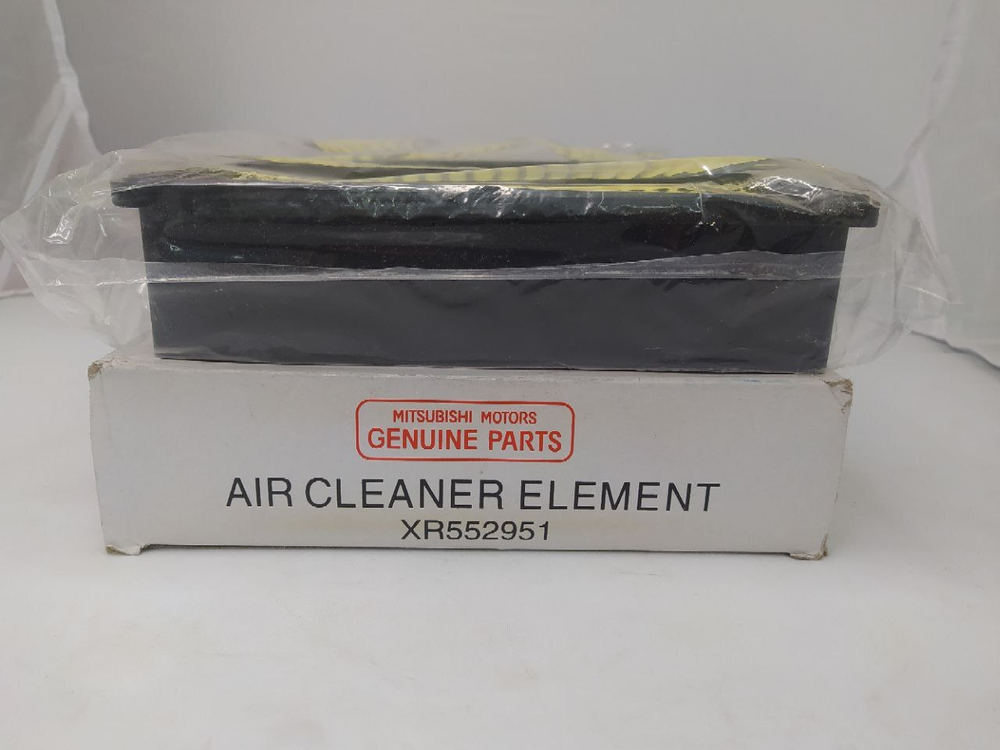 MITSUBISHI MOTORS
GENUINE PARTS
AIR CLEANER ELEMENT
XR552951